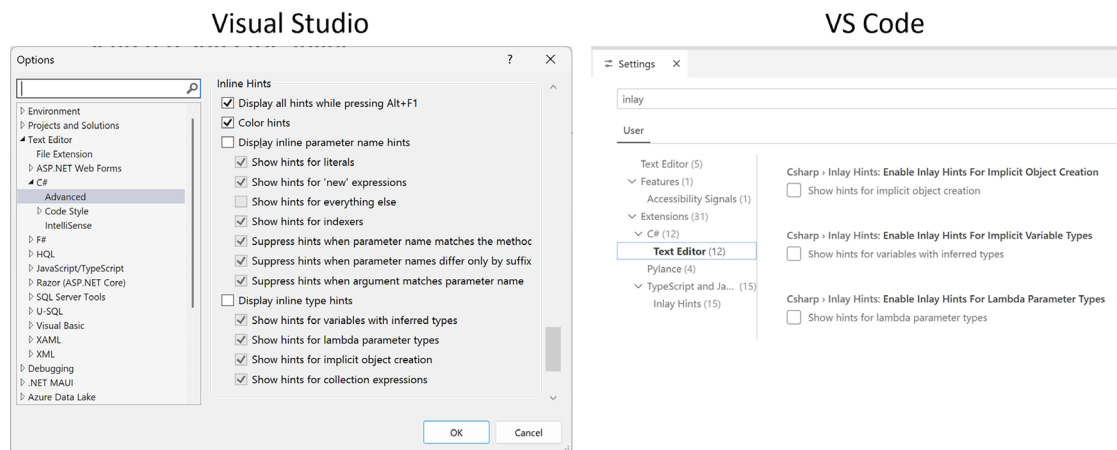 Visual Studio
Options
?
Environment
Projects and Solutions
Text Editor
File Extension
ASP.NET Web Forms
C#
Advanced
Code Style
IntelliSense
F#
HQL
JavaScript/TypeScript
Razor (ASP.NET Core)
SQL Server Tools
U-SQL
Visual Basic
XAML
XML
Debugging
.NET MAUI
Azure Data Lake
Inline Hints
Display all hints while pressing Alt+F1
Color hints
Display inline parameter name hints
Show hints for literals
Show hints for 'new' expressions
Show hints for everything else
Show hints for indexers
Suppress hints when parameter name matches the methoc
Suppress hints when parameter names differ only by suffix
Suppress hints when argument matches parameter name
Display inline type hints
Show hints for variables with inferred types
Show hints for lambda parameter types
Show hints for implicit object creation
Show hints for collection expressions
OK
Cancel
VS Code
Settings
inlay
User
Text Editor (5)
Features (1)
Accessibility Signals (1)
Extensions (31)
C# (12)
Text Editor (12)
Pylance (4)
TypeScript and Ja... (15)
Inlay Hints (15)
Csharp › Inlay Hints: Enable Inlay Hints For Implicit Object Creation
Show hints for implicit object creation
Csharp › Inlay Hints: Enable Inlay Hints For Implicit Variable Types
Show hints for variables with inferred types
Csharp › Inlay Hints: Enable Inlay Hints For Lambda Parameter Types
Show hints for lambda parameter types